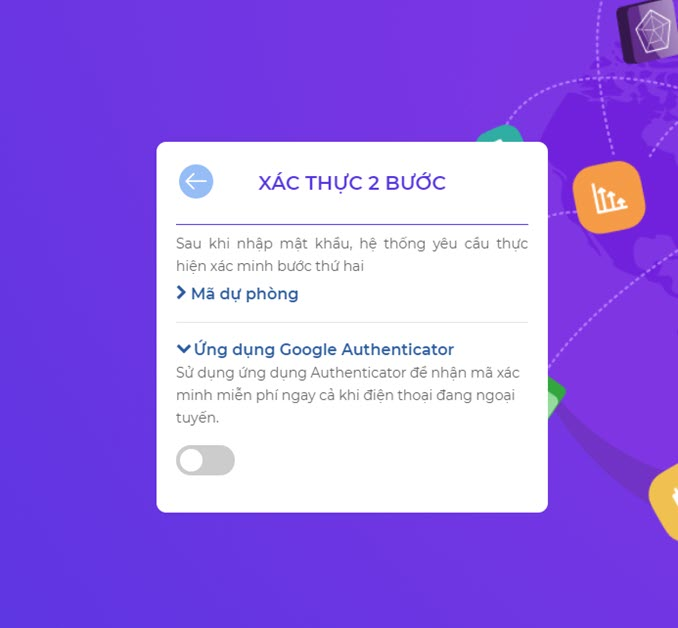 XÁC THỰC 2 BƯỚC
Sau khi nhập mật khẩu, hệ thống yêu cầu thực
hiện xác minh bước thứ hai
Mã dự phòng
Ứng dụng Google Authenticator
Sử dụng ứng dụng Authenticator để nhận mã xác
minh miễn phí ngay cả khi điện thoại đang ngoại
tuyến.